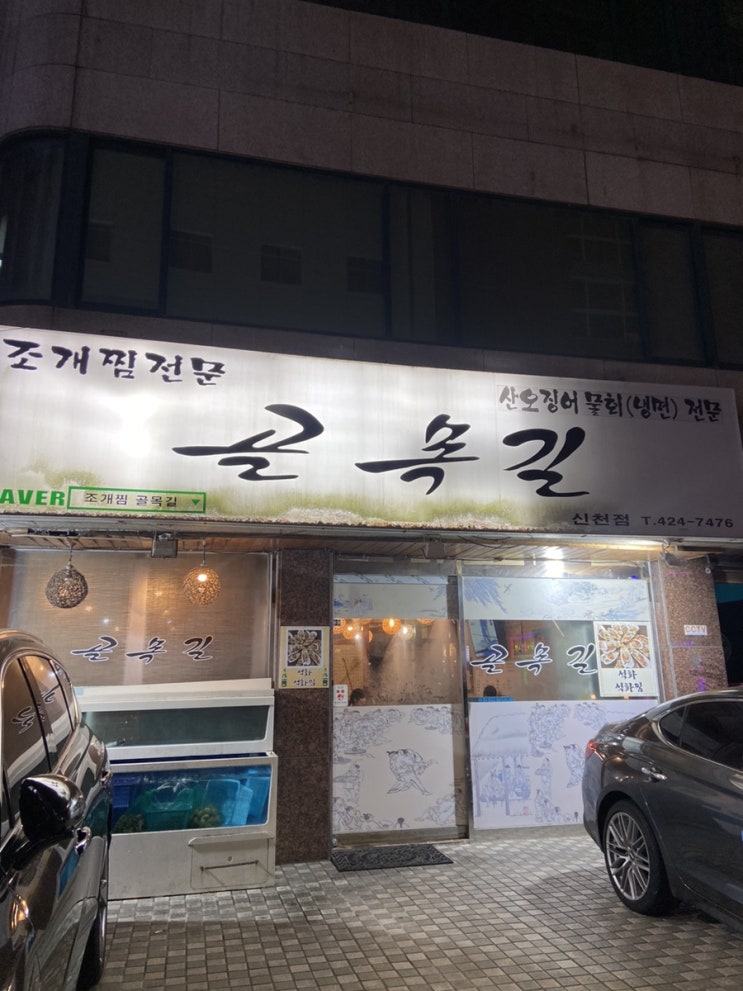 조개찜전문
산오징어 물회(냉면) 전문
골목길
AVER 조개찜 골목길
신천점 T.424-7476
골목길
석화
석화찜
골목길
석화
석화찜
CCTV